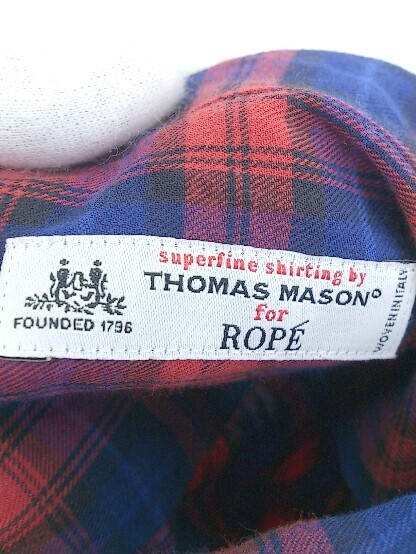 superfine shirting by
THOMAS MASON°
for
ROPÉ
FOUNDED 1796
WOVEN IN ITALY